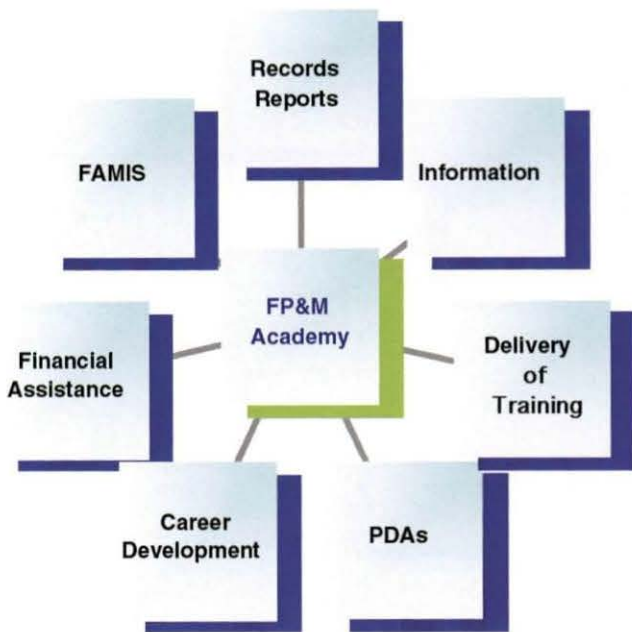 Records
Reports
FAMIS
Information
FP&M
Academy
Financial
Assistance
Delivery
of
Training
Career
Development
PDAs